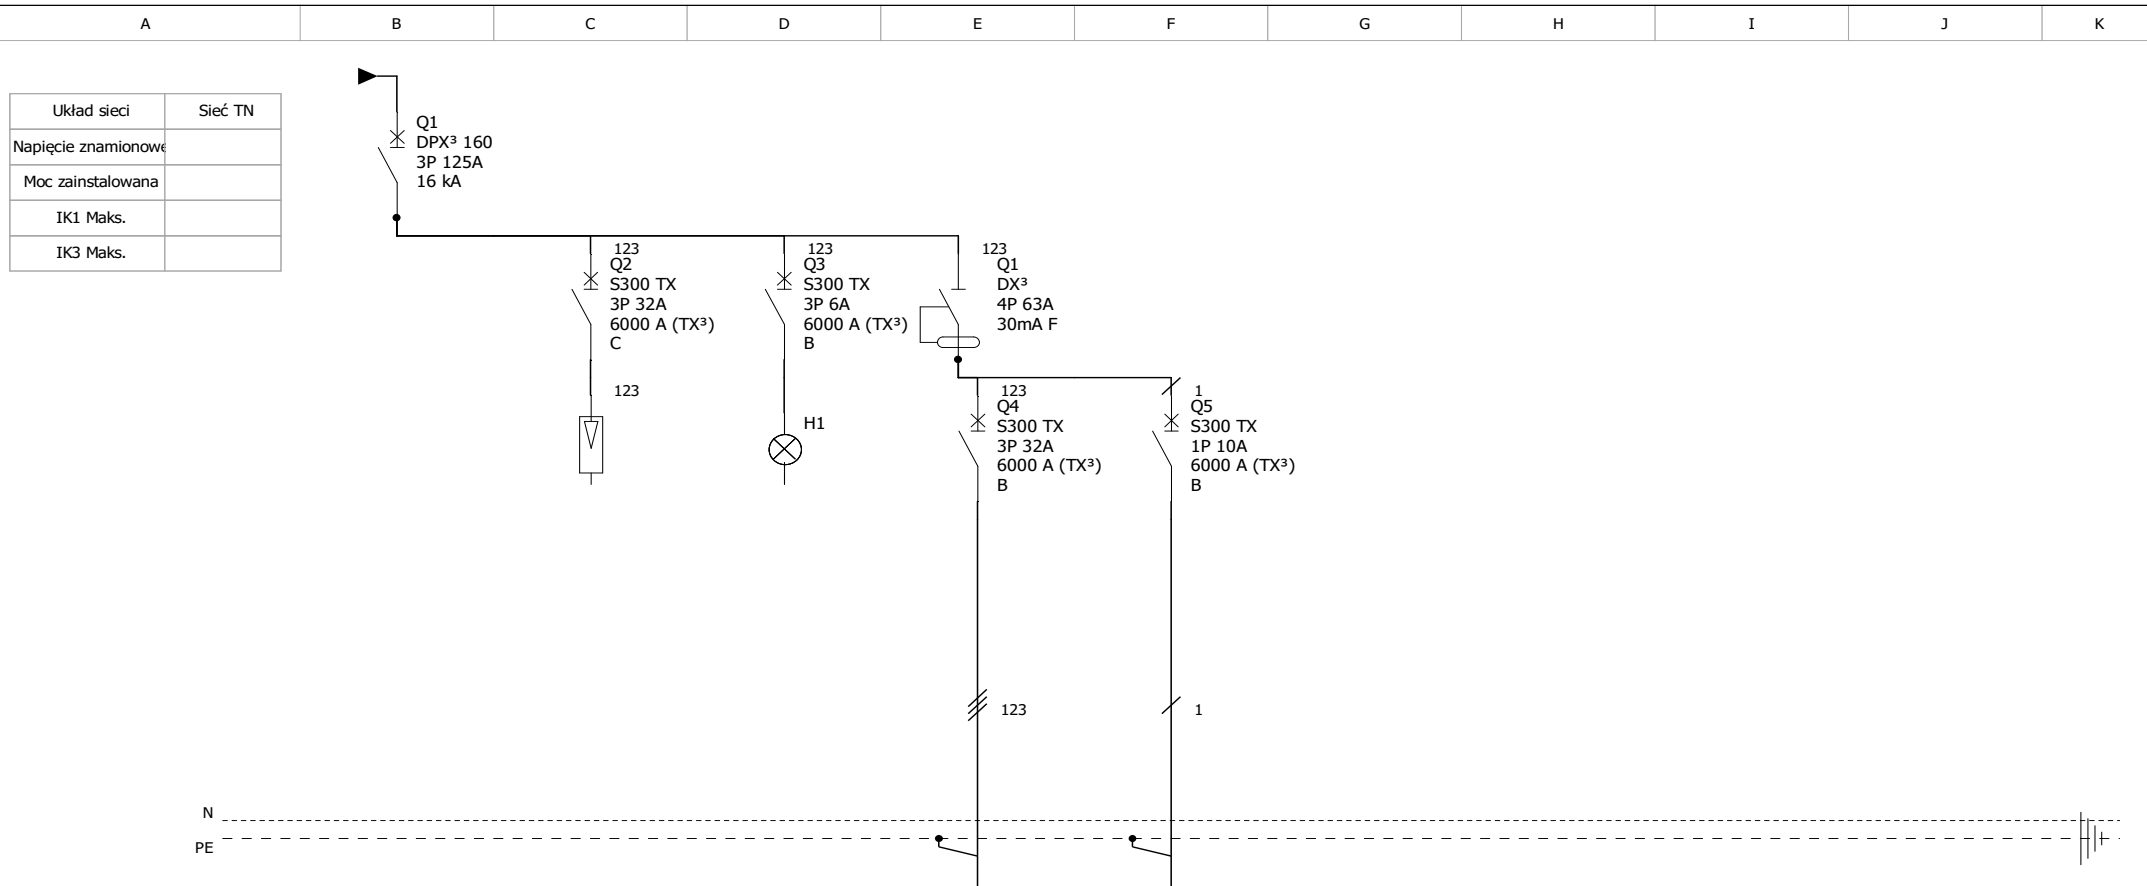 A B C D E F G H I J K
Układ sieci Sieć TN
Napięcie znamionowe
Moc zainstalowana
IK1 Maks.
IK3 Maks.
Q1
DPX³ 160
3P 125A
16 kA
123
Q2
S300 TX
3P 32A
6000 A (TX³)
C
123
123
Q3
S300 TX
3P 6A
6000 A (TX³)
B
H1
123
Q1
DX³
4P 63A
30mA F
123
Q4
S300 TX
3P 32A
6000 A (TX³)
B
123
1
Q5
S300 TX
1P 10A
6000 A (TX³)
B
1
N
PE